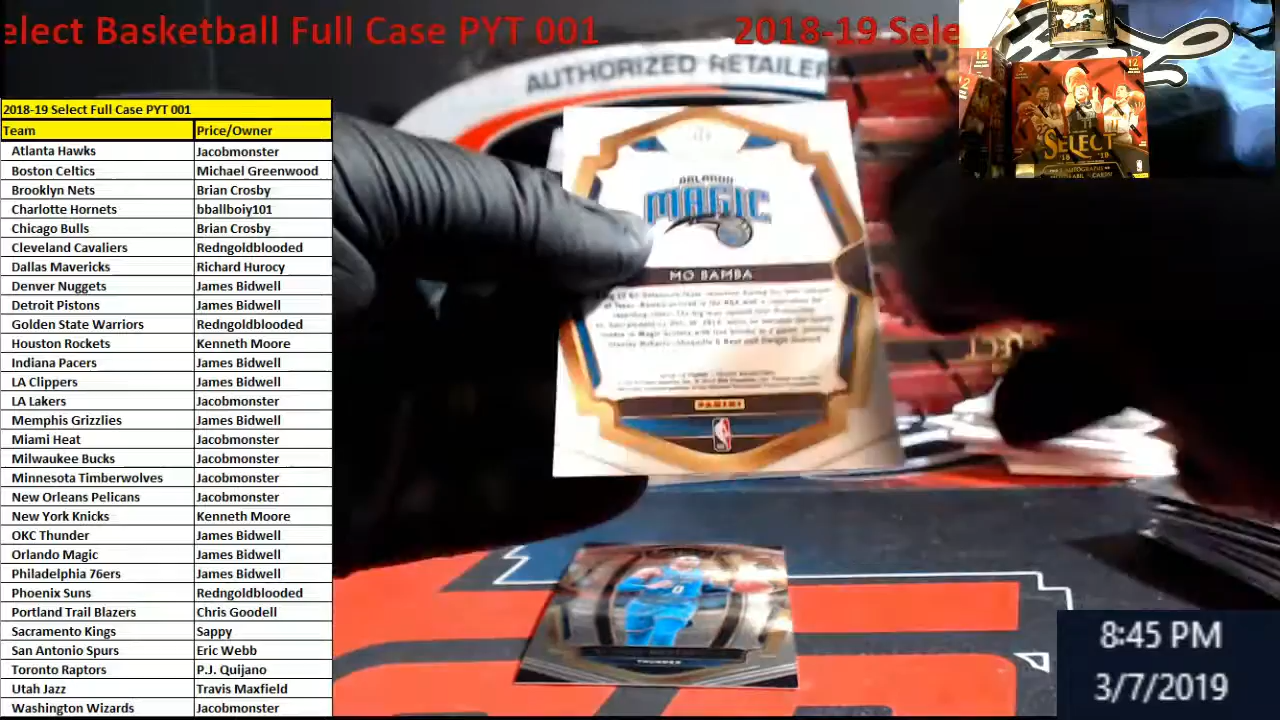 elect Basketball Full Case PYT 001 2018-19 Sele
AUTHORIZED RETAILER
2018-19 Select Full Case PYT 001
Team Price/Owner
Atlanta Hawks Jacobmonster
Boston Celtics Michael Greenwood
Brooklyn Nets Brian Crosby
Charlotte Hornets bballboiy101
Chicago Bulls Brian Crosby
Cleveland Cavaliers Redngoldblooded
Dallas Mavericks Richard Hurocy
Denver Nuggets James Bidwell
Detroit Pistons James Bidwell
Golden State Warriors Redngoldblooded
Houston Rockets Kenneth Moore
Indiana Pacers James Bidwell
LA Clippers James Bidwell
LA Lakers Jacobmonster
Memphis Grizzlies James Bidwell
Miami Heat Jacobmonster
Milwaukee Bucks Jacobmonster
Minnesota Timberwolves Jacobmonster
New Orleans Pelicans Jacobmonster
New York Knicks Kenneth Moore
OKC Thunder James Bidwell
Orlando Magic James Bidwell
Philadelphia 76ers James Bidwell
Phoenix Suns Redngoldblooded
Portland Trail Blazers Chris Goodell
Sacramento Kings Sappy
San Antonio Spurs Eric Webb
Toronto Raptors P.J. Quijano
Utah Jazz Travis Maxfield
Washington Wizards Jacobmonster
ORLANDO
MAGIC
MO BAMBA
PANINI
THUNDER
12
12
SELECT
8:45 PM
3/7/2019